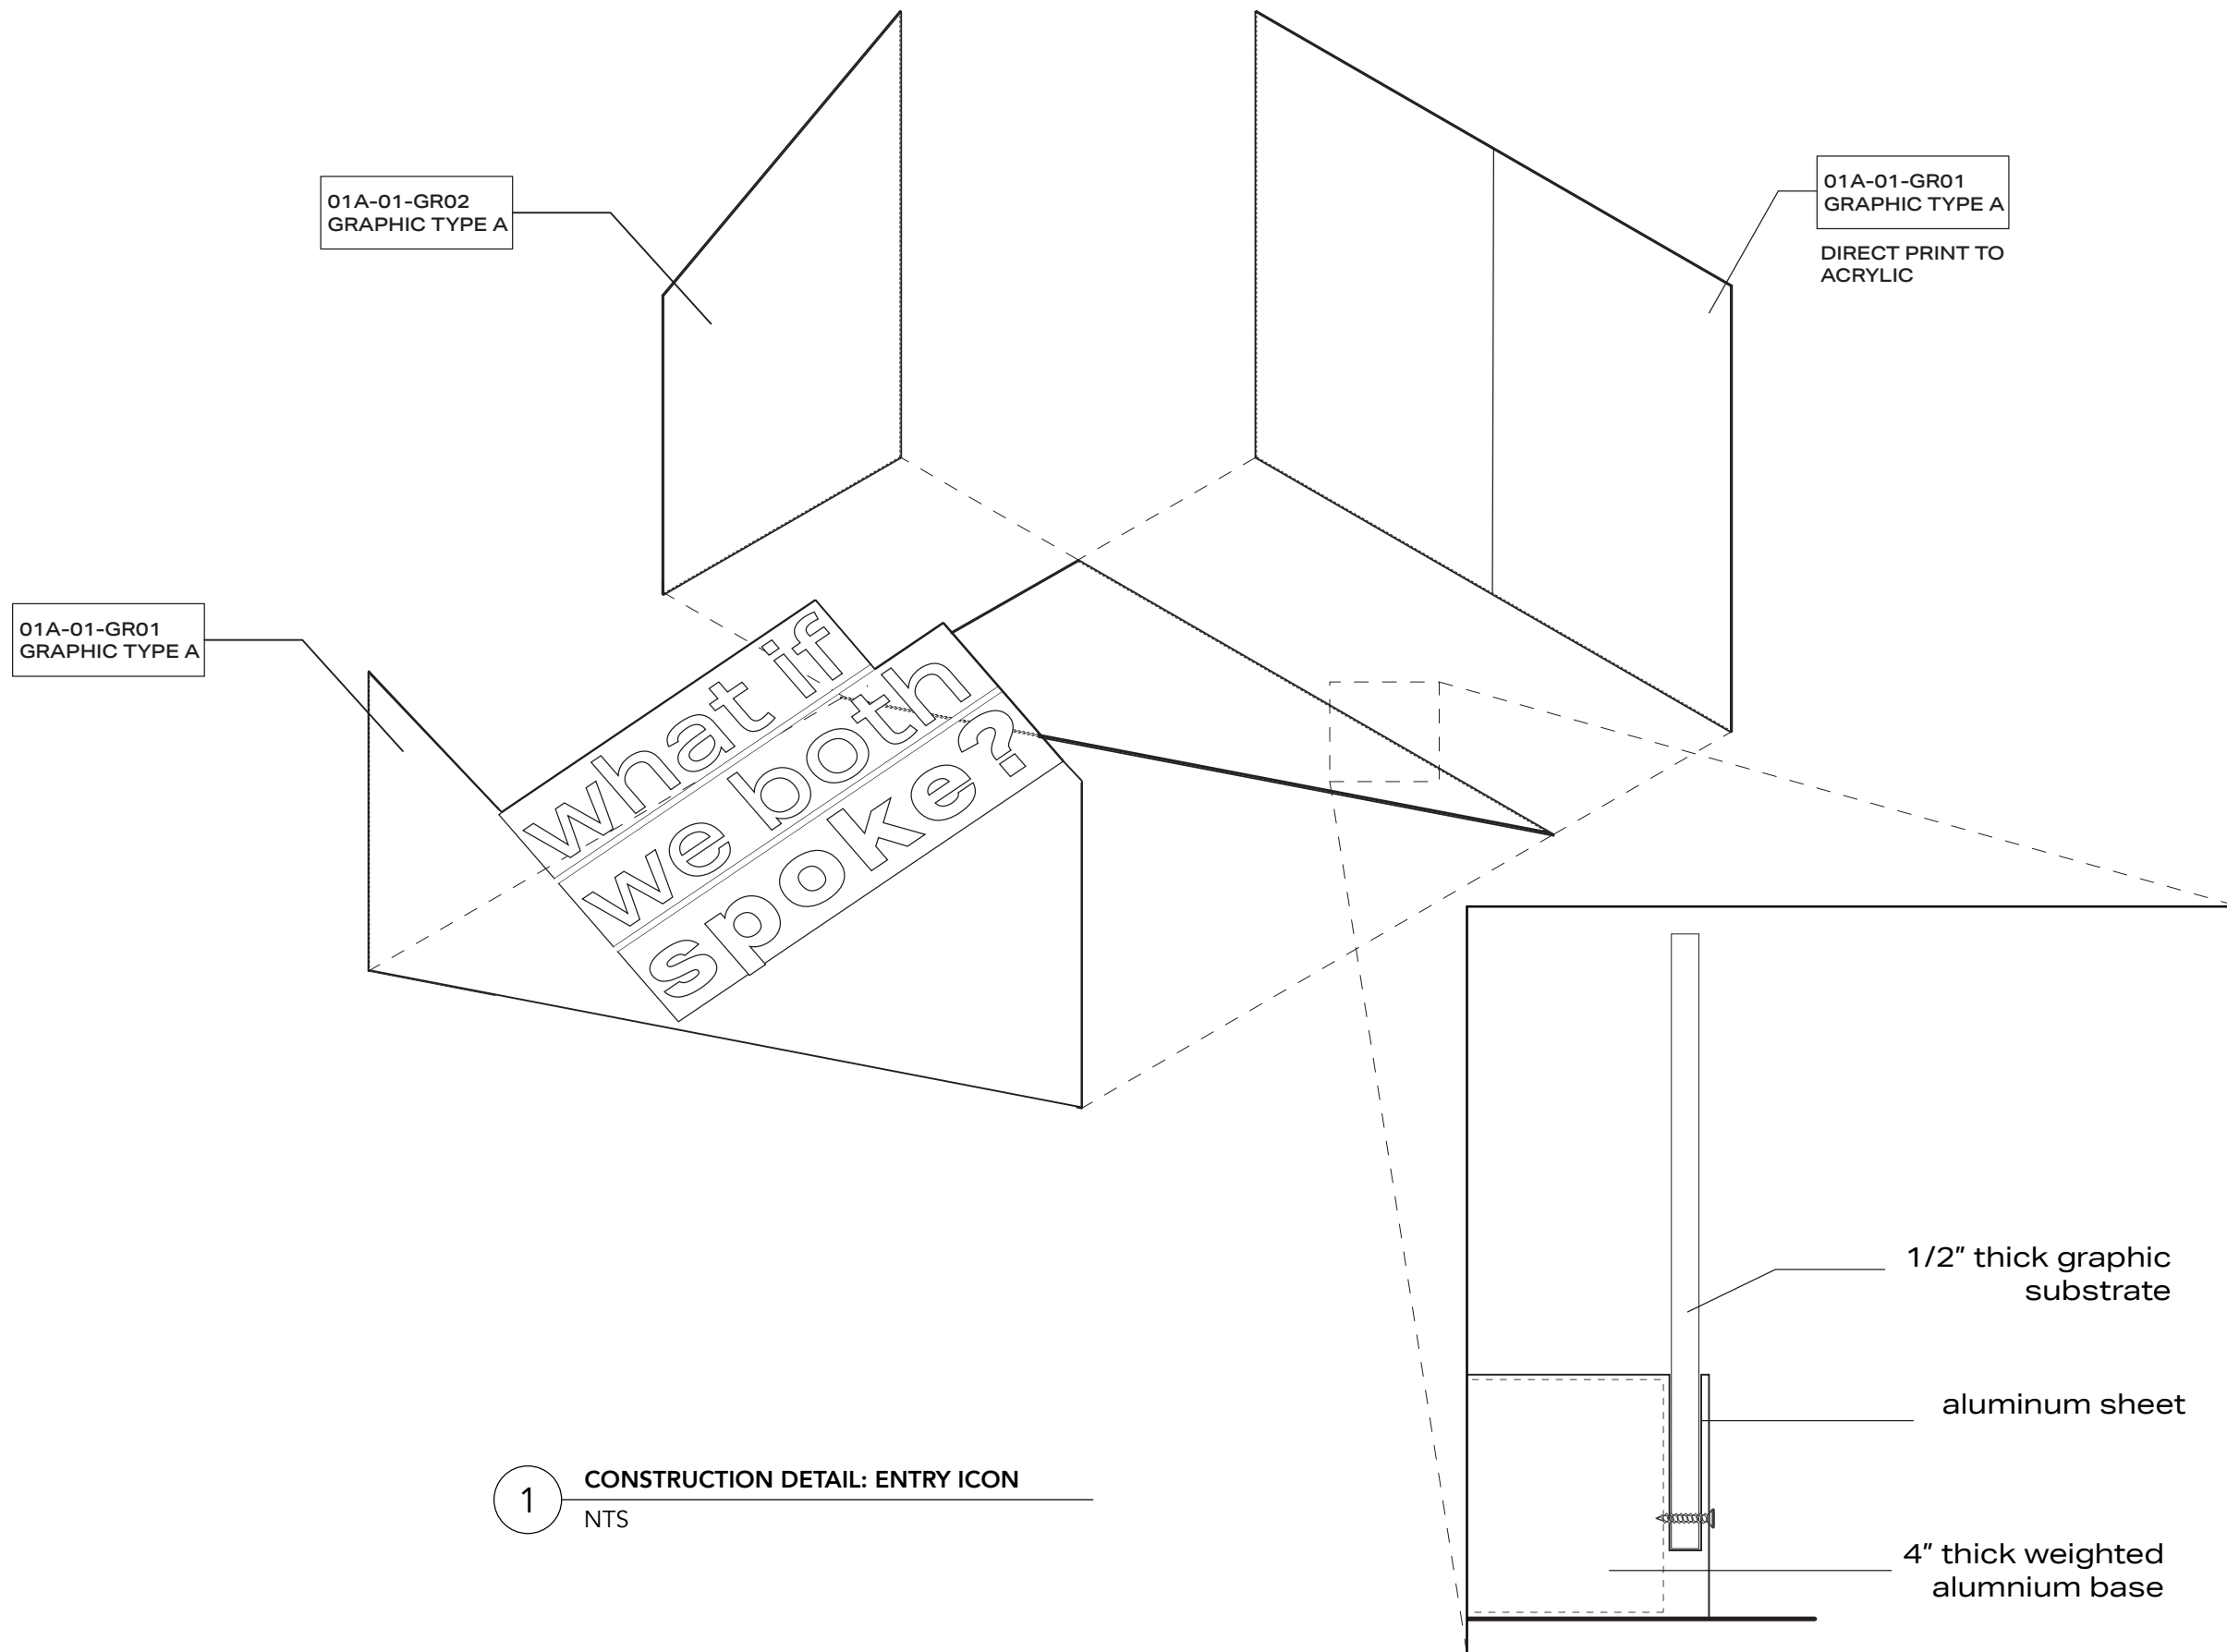 01A-01-GR02
GRAPHIC TYPE A
01A-01-GR01
GRAPHIC TYPE A
DIRECT PRINT TO
ACRYLIC
01A-01-GR01
GRAPHIC TYPE A
what if
we both
spoke?
1/2" thick graphic
substrate
aluminum sheet
4" thick weighted
alumnium base
1
CONSTRUCTION DETAIL: ENTRY ICON
NTS